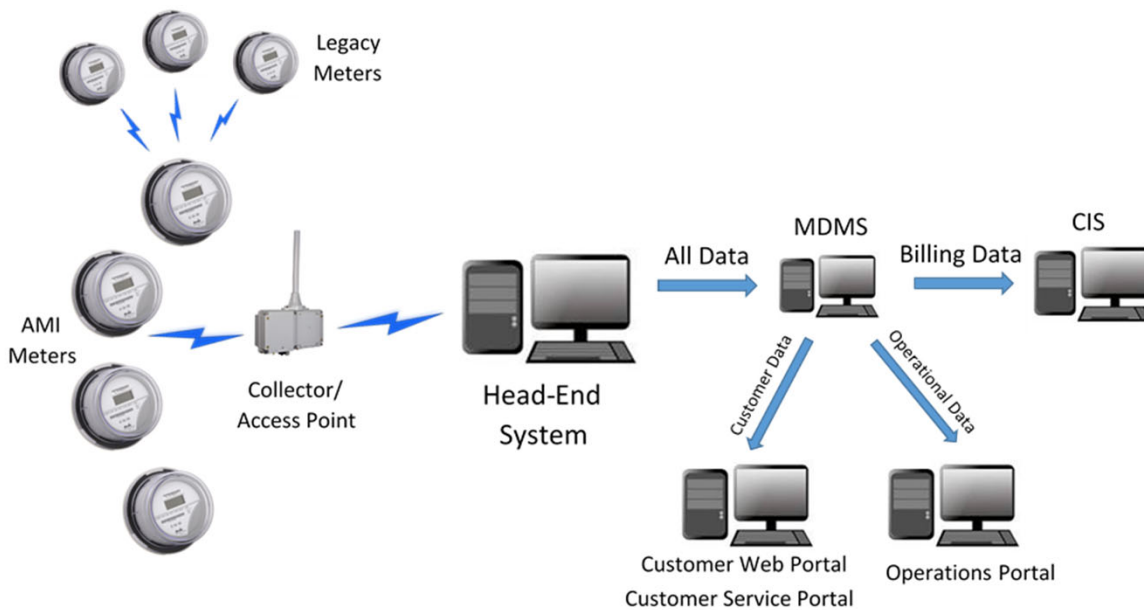 Legacy
Meters
AMI
Meters
Collector/
Access Point
Head-End
System
All Data
MDMS
Billing Data
CIS
Customer Data
Operational Data
Customer Web Portal
Customer Service Portal
Operations Portal